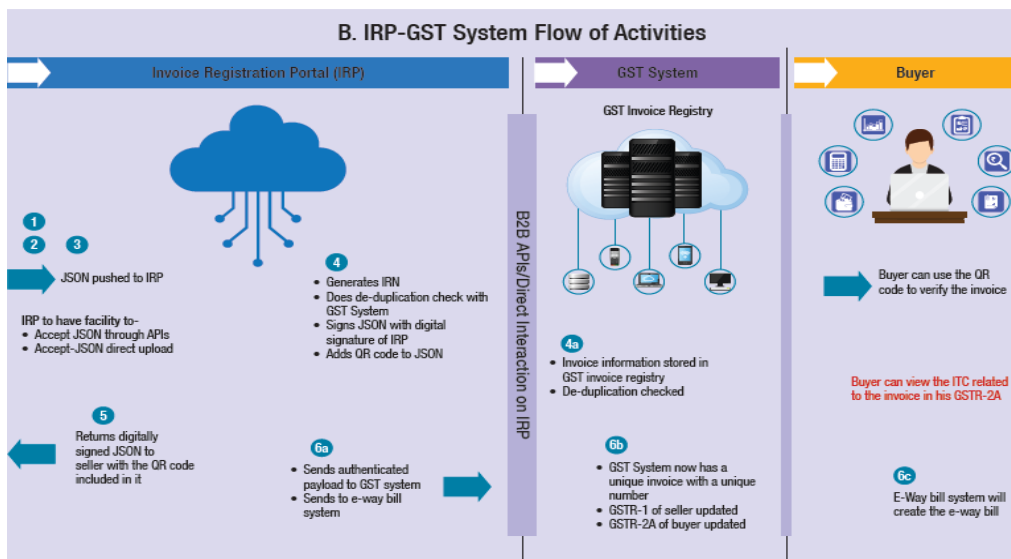 B. IRP-GST System Flow of Activities
Invoice Registration Portal (IRP)
GST System
Buyer
GST Invoice Registry
1
2
3
JSON pushed to IRP
IRP to have facility to-
• Accept JSON through APIs
• Accept-JSON direct upload
4
• Generates IRN
• Does de-duplication check with
GST System
• Signs JSON with digital
signature of IRP
• Adds QR code to JSON
5
Returns digitally
signed JSON to
seller with the QR code
included in it
6a
• Sends authenticated
payload to GST system
• Sends to e-way bill
system
B2B APIs/Direct Interaction on IRP
4a
• Invoice information stored in
GST invoice registry
• De-duplication checked
6b
• GST System now has a
unique invoice with a unique
number
• GSTR-1 of seller updated
• GSTR-2A of buyer updated
Buyer can use the QR
code to verify the invoice
Buyer can view the ITC related
to the invoice in his GSTR-2A
6c
E-Way bill system will
create the e-way bill